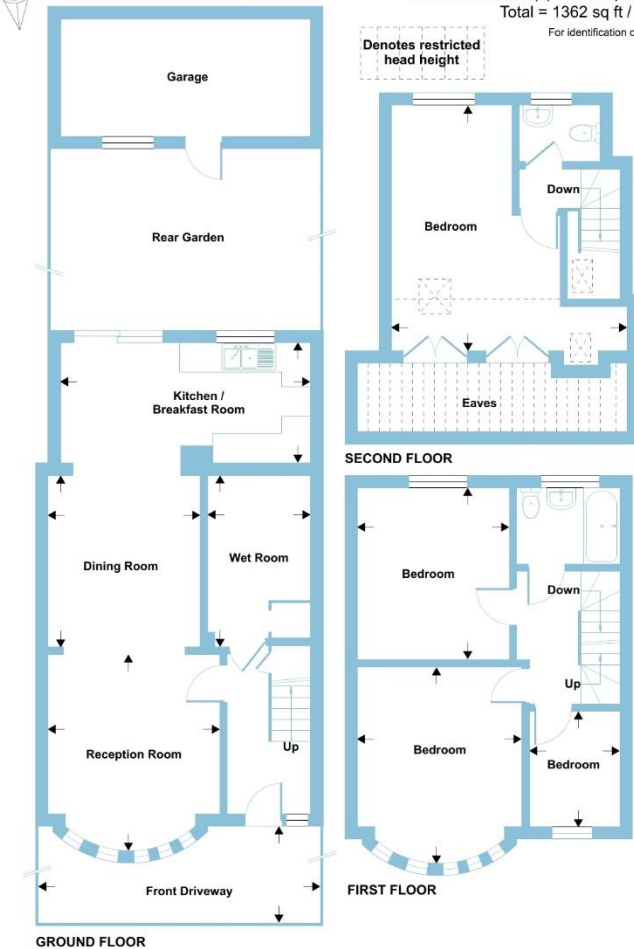 Total = 1362 sq ft /
For identification o
Denotes restricted
head height
Garage
Rear Garden
Kitchen /
Breakfast Room
Dining Room
Wet Room
Reception Room
Up
Front Driveway
GROUND FLOOR
Bedroom
Down
Eaves
SECOND FLOOR
Bedroom
Down
Up
Bedroom
Bedroom
FIRST FLOOR